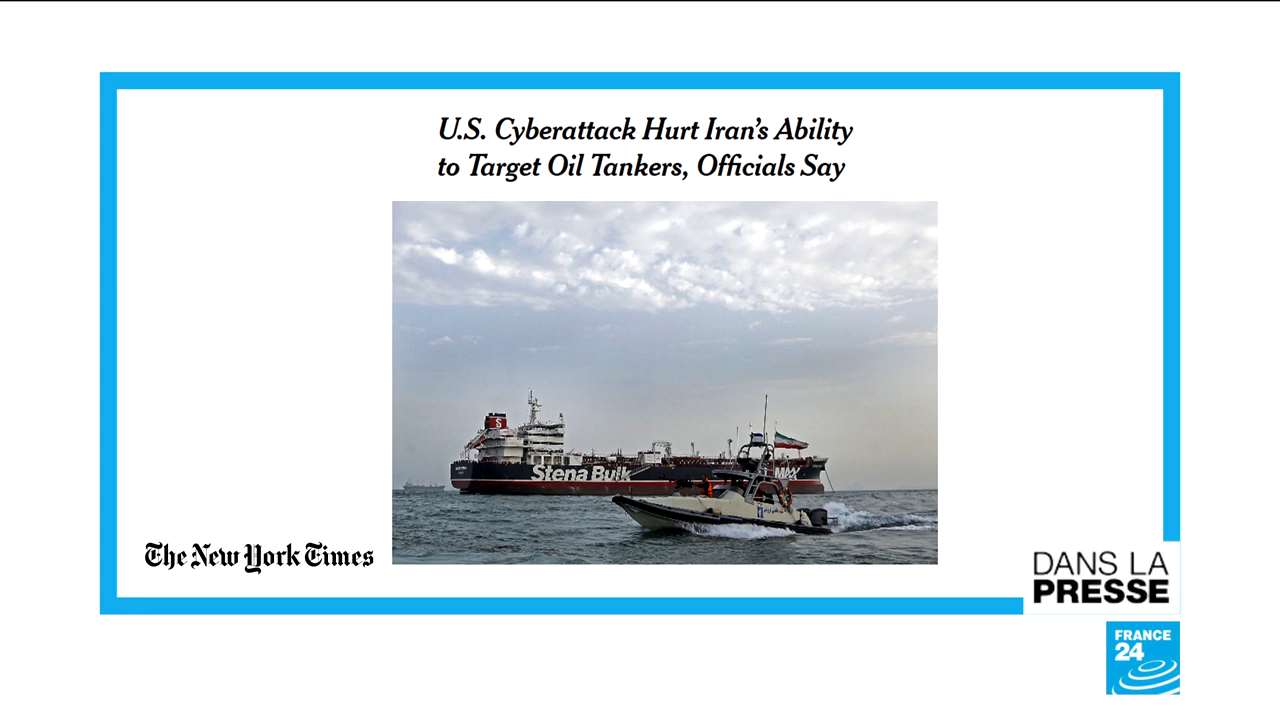 U.S. Cyberattack Hurt Iran's Ability
to Target Oil Tankers, Officials Say
S
Stena Bulk
MAX
The New York Times
DANS LA
PRESSE
FRANCE
24